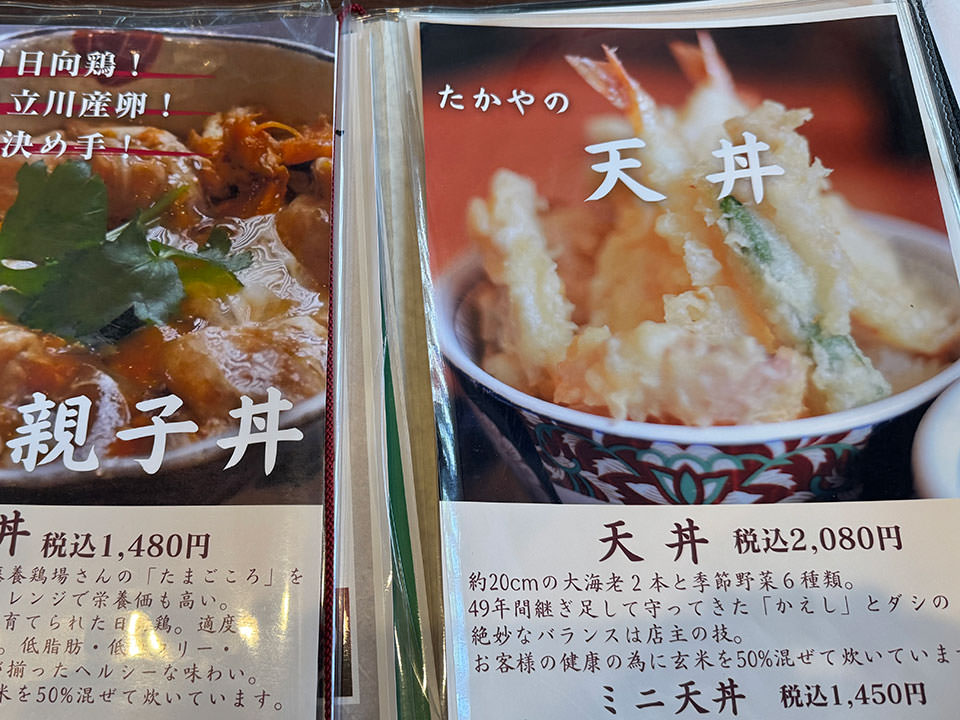 日向鶏！
立川産卵！
決め手！
親子丼
丼 税込1,480円
養鶏場さんの「たまごころ」を
レンジで栄養価も高い。
育てられた日 鶏。適度
。低脂肪・低 リー・
揃ったヘルシーな味わい。
米を50%混ぜて炊いています。
たかやの
天丼
天丼 税込2,080円
約20cmの大海老2本と季節野菜6種類。
49年間継ぎ足して守ってきた「かえし」とダシの
絶妙なバランスは店主の技。
お客様の健康の為に玄米を50%混ぜて炊いていま
ミニ天丼 税込1,450円